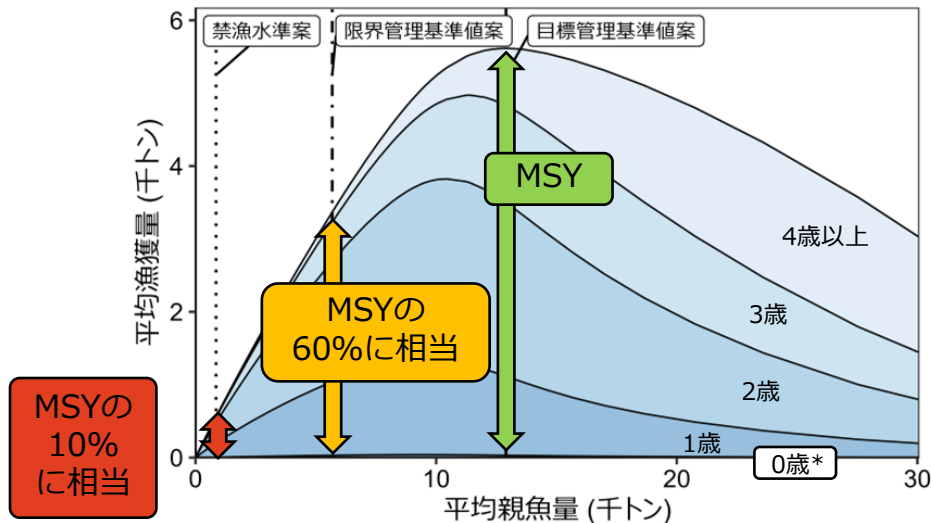 6
禁漁水準案
限界管理基準値案
目標管理基準値案
平均漁獲量 (千トン)
4
MSY
4歳以上
2
MSYの
60%に相当
3歳
2歳
MSYの
10%
に相当
1歳
0歳*
0
0
10
20
30
平均親魚量 (千トン)